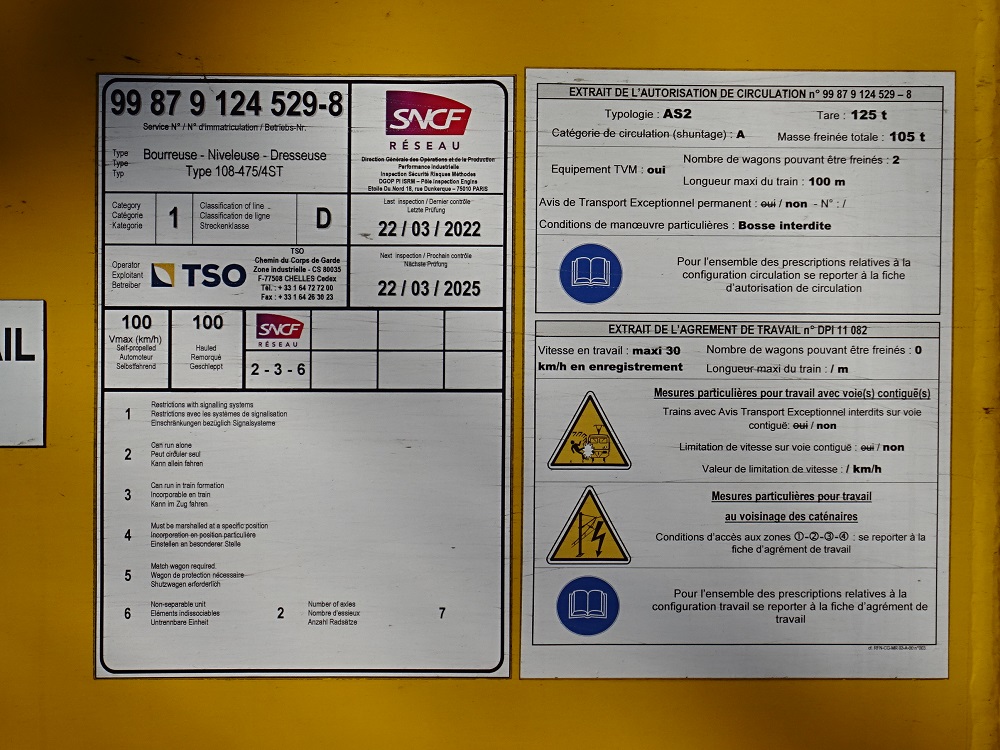 AIL
99 87 9 124 529-8
Service N° / N° d'immatriculation / Betriebs-Nr.
Type
Type
Typ
Bourreuse - Niveleuse - Dresseuse
Type 108-475/4ST
SNCF
RÉSEAU
Direction Générale des Opérations et de la Production
Performance Industrielle
Inspection Sécurité Risques Méthodes
DGOP PI ISRM – Pôle Inspection Engins
Etoile Du Nord 18, rue Dunkerque – 75010 PARIS
Category
Catégorie
Kategorie
1
Classification of line
Classification de ligne
Streckenklasse
D
Last inspection / Dernier contrôle
Letzte Prüfung
22 / 03 / 2022
Operator
Exploitant
Betreiber
TSO
TSO
Chemin du Corps de Garde
Zone industrielle - CS 80035
F-77508 CHELLES Cedex
Tél. : + 33 1 64 72 72 00
Fax : + 33 1 64 26 30 23
Next inspection / Prochain contrôle
Nächste Prüfung
22 / 03 / 2025
100
Vmax (km/h)
Self-propelled
Automoteur
Selbstfahrend
100
Hauled
Remorqué
Geschleppt
SNCF
RÉSEAU
2 - 3 - 6
1
Restrictions with signalling systems
Restrictions avec les systèmes de signalisation
Einschränkungen bezüglich Signalsysteme
2
Can run alone
Peut circuler seul
Kann allein fahren
3
Can run in train formation
Incorporable en train
Kann im Zug fahren
4
Must be marshalled at a specific position
Incorporation en position particulière
Einstellen an besonderer Stelle
5
Match wagon required.
Wagon de protection nécessaire
Shutzwagen erforderlich
6
Non-separable unit
Eléments indissociables
Untrennbare Einheit
2
Number of axles
Nombre d'essieux
Anzahl Radsätze
7
EXTRAIT DE L'AUTORISATION DE CIRCULATION n° 99 87 9 124 529 – 8
Typologie : AS2 Tare : 125 t
Catégorie de circulation (shuntage) : A Masse freinée totale : 105 t
Equipement TVM : oui
Nombre de wagons pouvant être freinés : 2
Longueur maxi du train : 100 m
Avis de Transport Exceptionnel permanent : oui / non - N° : /
Conditions de manœuvre particulières : Bosse interdite
Pour l'ensemble des prescriptions relatives à la
configuration circulation se reporter à la fiche
d'autorisation de circulation
EXTRAIT DE L'AGREMENT DE TRAVAIL n° DPI 11 082
Vitesse en travail : maxi 30
km/h en enregistrement
Nombre de wagons pouvant être freinés : 0
Longueur maxi du train : / m
Mesures particulières pour travail avec voie(s) contiguë(s)
Trains avec Avis Transport Exceptionnel interdits sur voie
contiguë: oui / non
Limitation de vitesse sur voie contiguë : oui / non
Valeur de limitation de vitesse : / km/h
Mesures particulières pour travail
au voisinage des caténaires
Conditions d'accès aux zones ①-②-③-④ : se reporter à la
fiche d'agrément de travail
Pour l'ensemble des prescriptions relatives à la
configuration travail se reporter à la fiche d'agrément de
travail